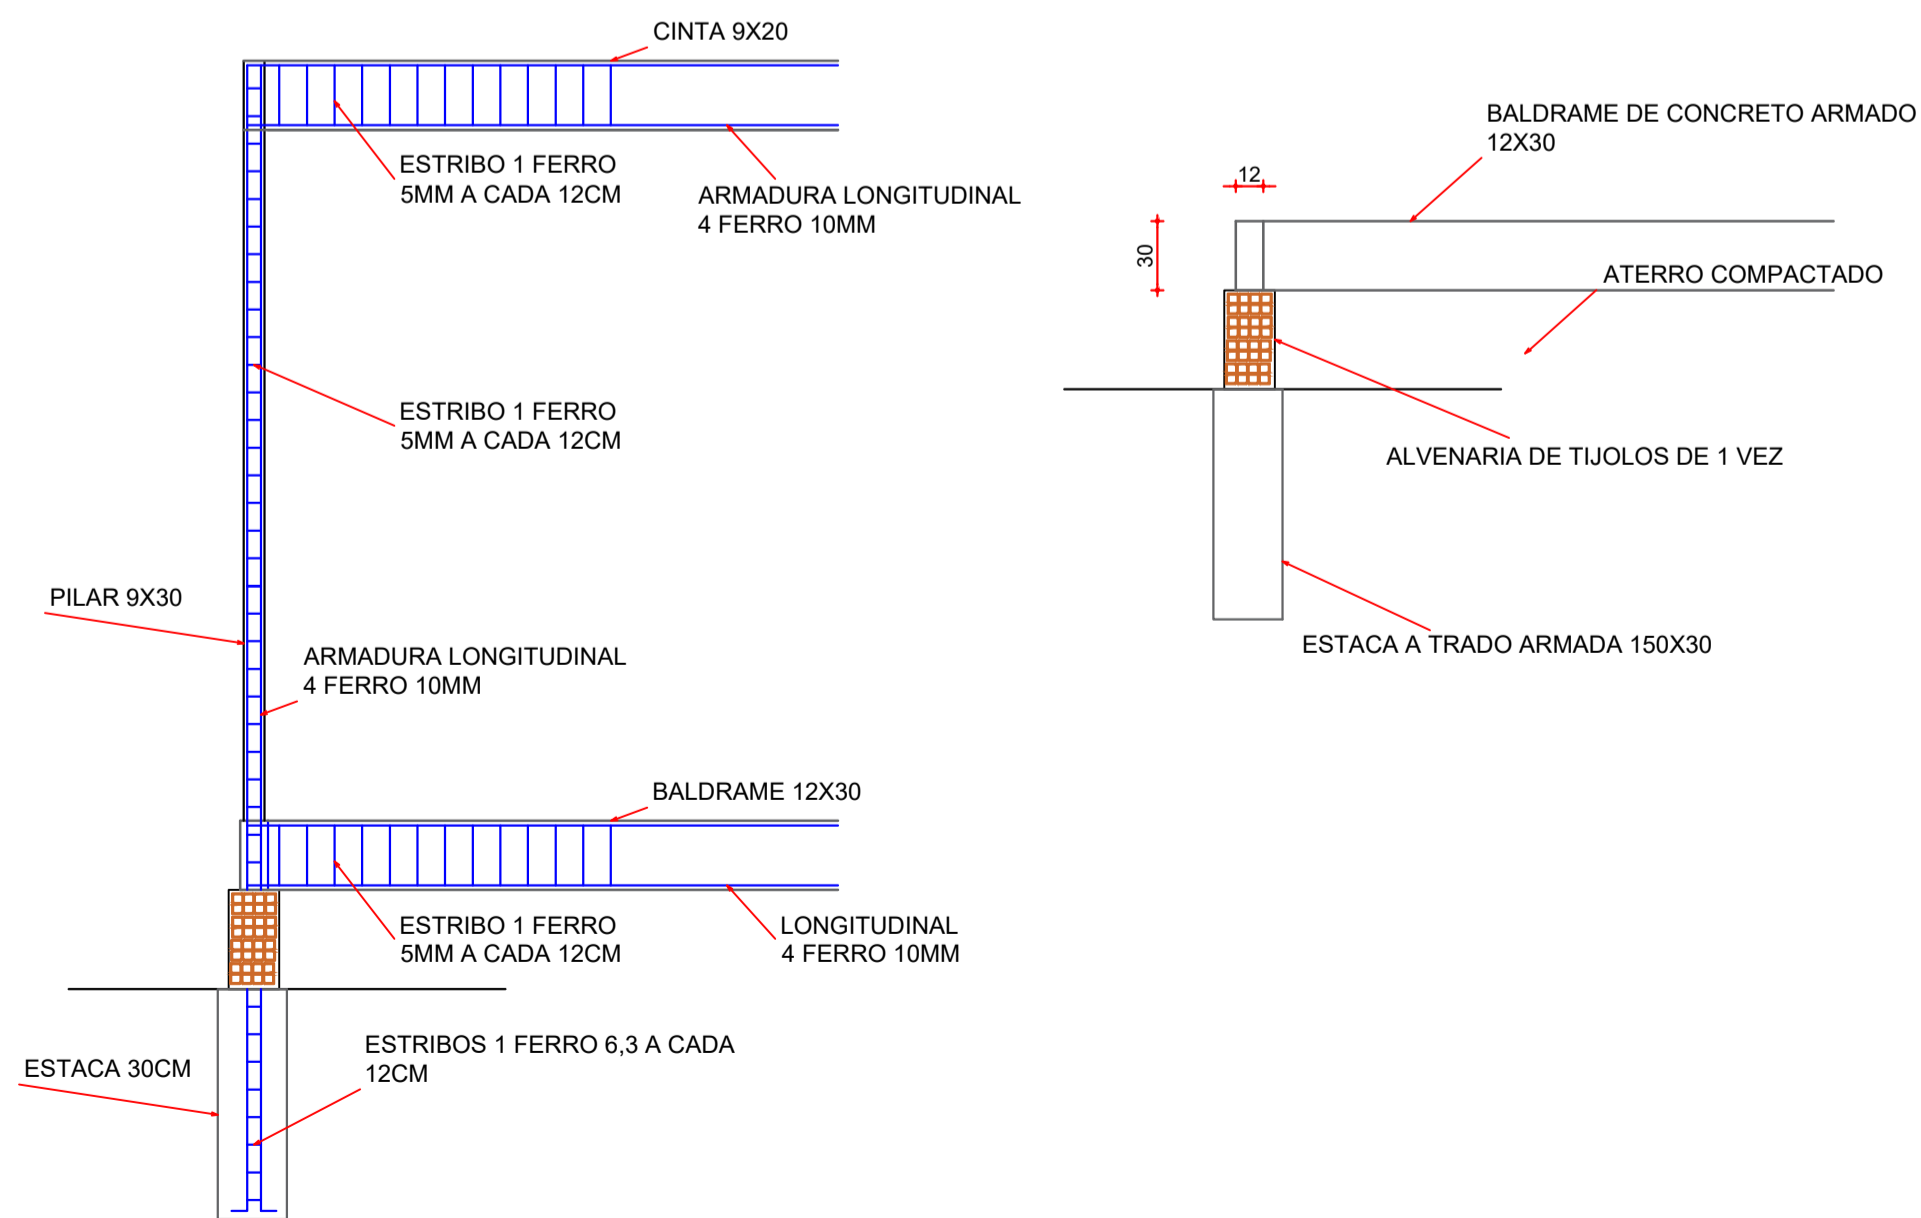 CINTA 9X20
ESTRIBO 1 FERRO
5MM A CADA 12CM
ARMADURA LONGITUDINAL
4 FERRO 10MM
ESTRIBO 1 FERRO
5MM A CADA 12CM
PILAR 9X30
ARMADURA LONGITUDINAL
4 FERRO 10MM
BALDRAME 12X30
ESTRIBO 1 FERRO
5MM A CADA 12CM
LONGITUDINAL
4 FERRO 10MM
ESTRIBOS 1 FERRO 6,3 A CADA
12CM
ESTACA 30CM
BALDRAME DE CONCRETO ARMADO
12X30
12
30
ATERRO COMPACTADO
ALVENARIA DE TIJOLOS DE 1 VEZ
ESTACA A TRADO ARMADA 150X30